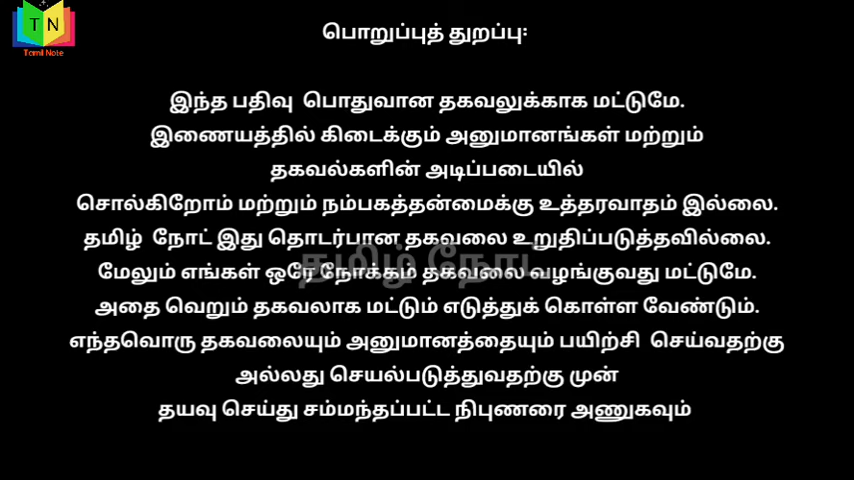 TN
Tamil Note
பொறுப்புத் துறப்பு:
இந்த பதிவு பொதுவான தகவலுக்காக மட்டுமே.
இணையத்தில் கிடைக்கும் அனுமானங்கள் மற்றும்
தகவல்களின் அடிப்படையில்
சொல்கிறோம் மற்றும் நம்பகத்தன்மைக்கு உத்தரவாதம் இல்லை.
தமிழ் நோட் இது தொடர்பான தகவலை உறுதிப்படுத்தவில்லை.
தமிழ் நோட்
மேலும் எங்கள் ஒரே நோக்கம் தகவலை வழங்குவது மட்டுமே.
அதை வெறும் தகவலாக மட்டும் எடுத்துக் கொள்ள வேண்டும்.
எந்தவொரு தகவலையும் அனுமானத்தையும் பயிற்சி செய்வதற்கு
அல்லது செயல்படுத்துவதற்கு முன்
தயவு செய்து சம்மந்தப்பட்ட நிபுணரை அணுகவும்